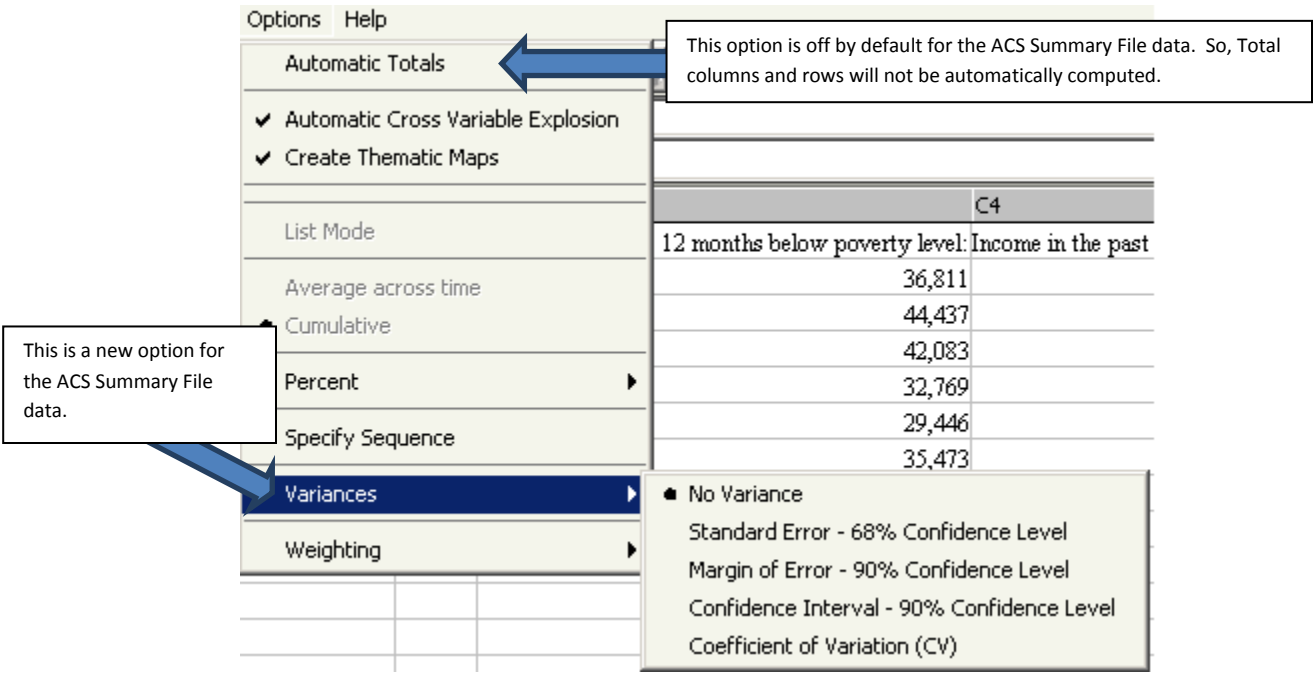 Options Help
This option is off by default for the ACS Summary File data.  So, Total
columns and rows will not be automatically computed.
Automatic Totals
Automatic Cross Variable Explosion
Create Thematic Maps
List Mode
Average across time
Cumulative
Percent
Specify Sequence
Variances
Weighting
This is a new option for
the ACS Summary File
data.
C4
12 months below poverty level: Income in the past
36,811
44,437
42,083
32,769
29,446
35,473
No Variance
Standard Error - 68% Confidence Level
Margin of Error - 90% Confidence Level
Confidence Interval - 90% Confidence Level
Coefficient of Variation (CV)